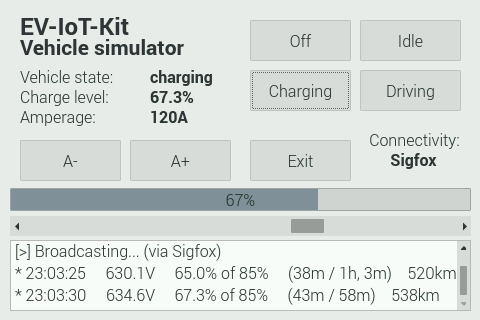 EV-IoT-Kit
Vehicle simulator
Vehicle state: charging
Charge level: 67.3%
Amperage: 120A
Off
Idle
Charging
Driving
A-
A+
Exit
Connectivity:
Sigfox
67%
[>] Broadcasting... (via Sigfox)
* 23:03:25 630.1V 65.0% of 85% (38m / 1h, 3m) 520km
* 23:03:30 634.6V 67.3% of 85% (43m / 58m) 538km